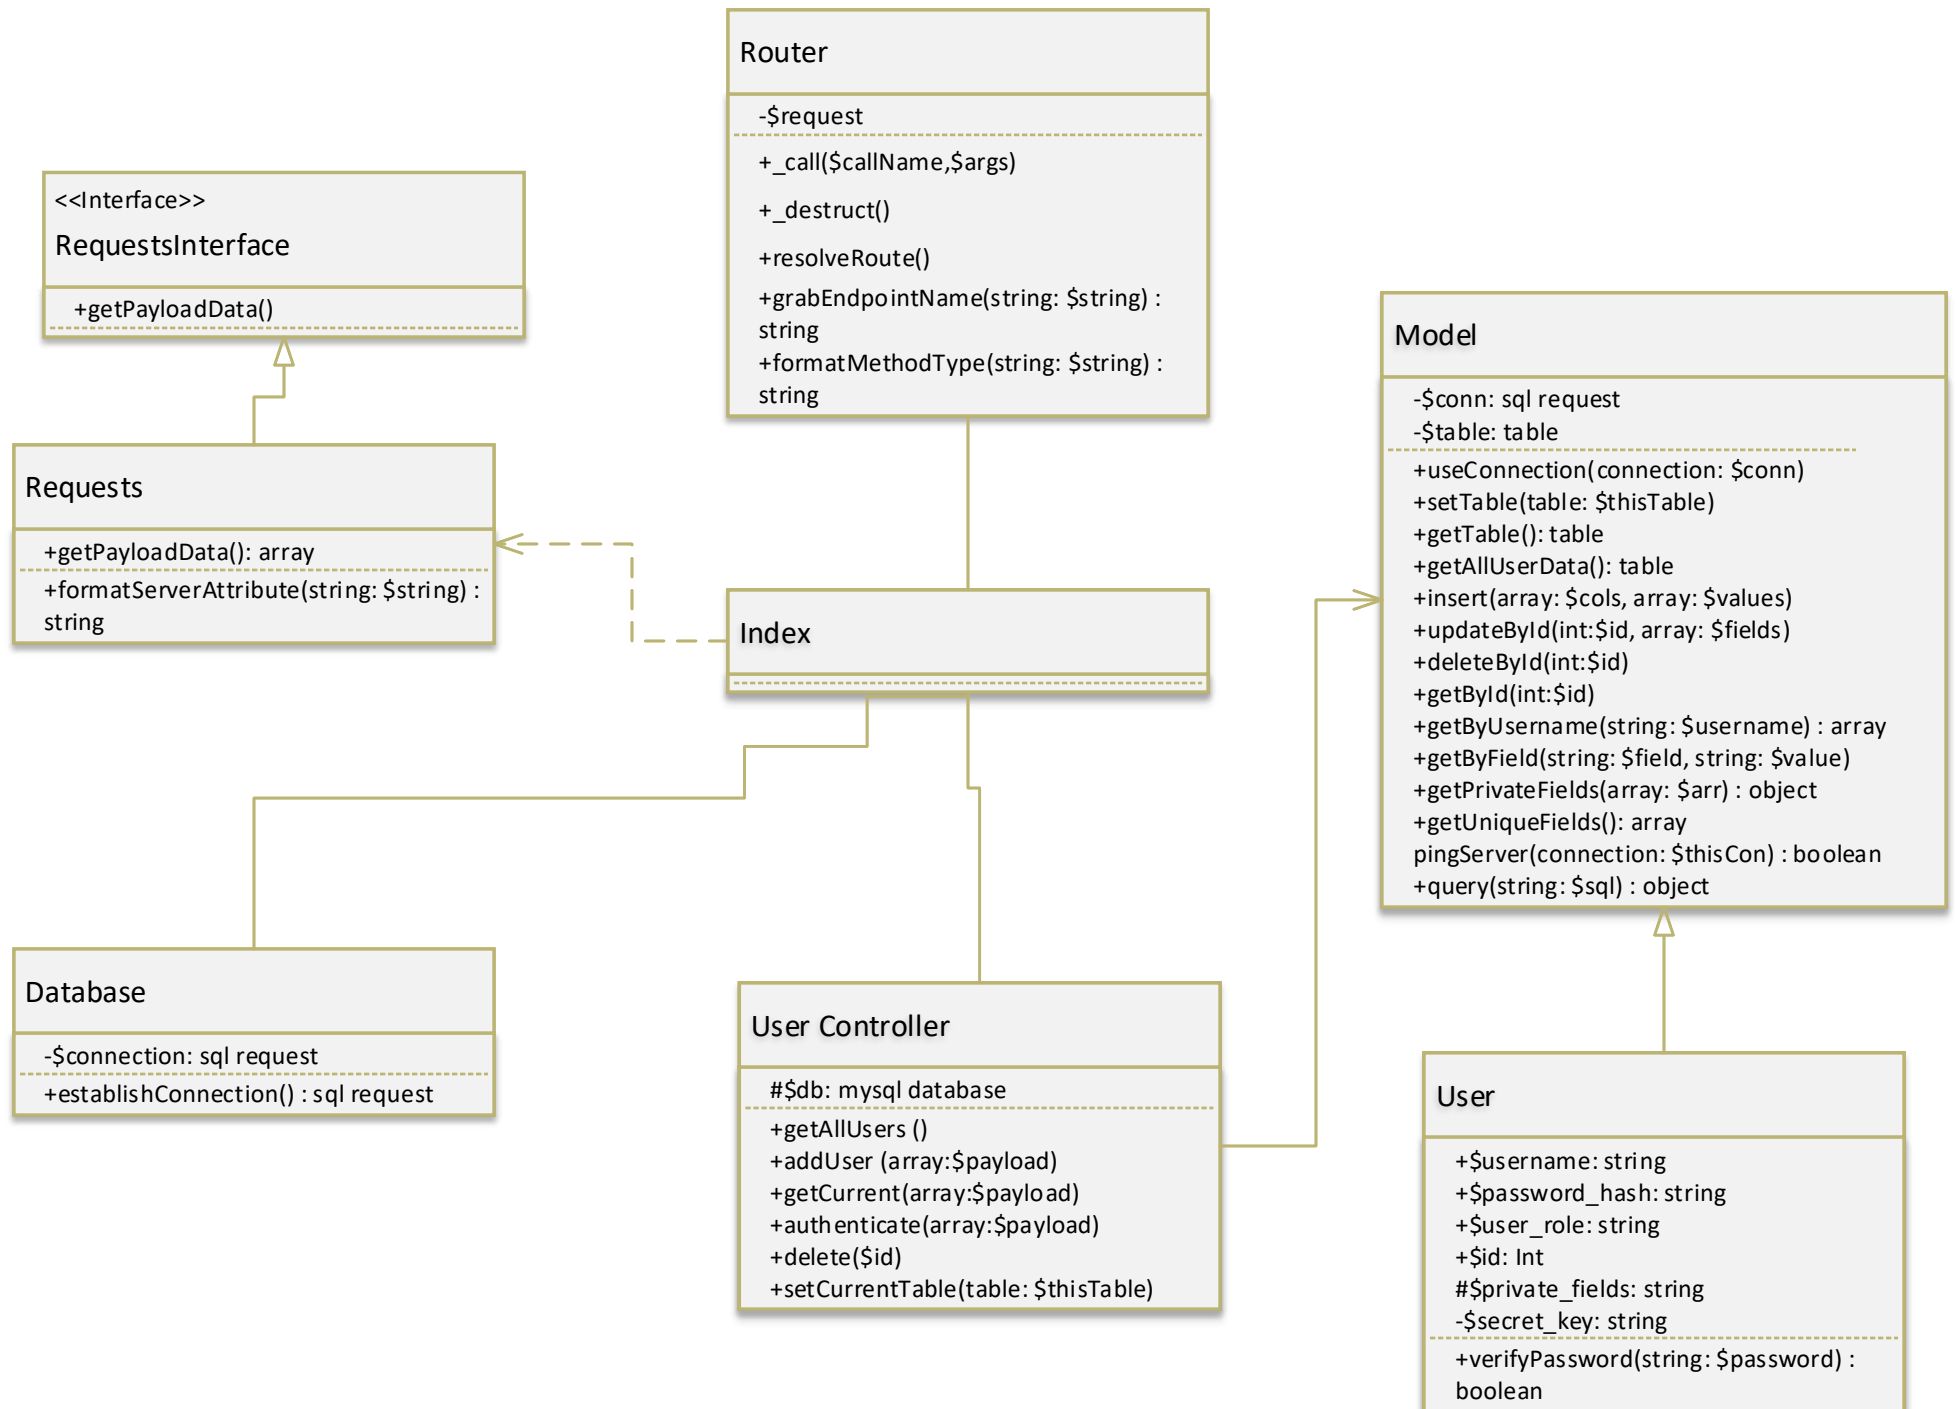 Router
-$request
+_call($callName,$args)
+_destruct()
+resolveRoute()
+grabEndpointName(string: $string) :
string
+formatMethodType(string: $string) :
string
<<Interface>>
RequestsInterface
+getPayloadData()
Requests
+getPayloadData(): array
+formatServerAttribute(string: $string) :
string
Index
Model
-$conn: sql request
-$table: table
+useConnection(connection: $conn)
+setTable(table: $thisTable)
+getTable(): table
+getAllUserData(): table
+insert(array: $cols, array: $values)
+updateById(int:$id, array: $fields)
+deleteById(int:$id)
+getById(int:$id)
+getByUsername(string: $username) : array
+getByField(string: $field, string: $value)
+getPrivateFields(array: $arr) : object
+getUniqueFields(): array
pingServer(connection: $thisCon) : boolean
+query(string: $sql) : object
Database
-$connection: sql request
+establishConnection() : sql request
User Controller
#$db: mysql database
+getAllUsers ()
+addUser (array:$payload)
+getCurrent(array:$payload)
+authenticate(array:$payload)
+delete($id)
+setCurrentTable(table: $thisTable)
User
+$username: string
+$password_hash: string
+$user_role: string
+$id: Int
#$private_fields: string
-$secret_key: string
+verifyPassword(string: $password) :
boolean